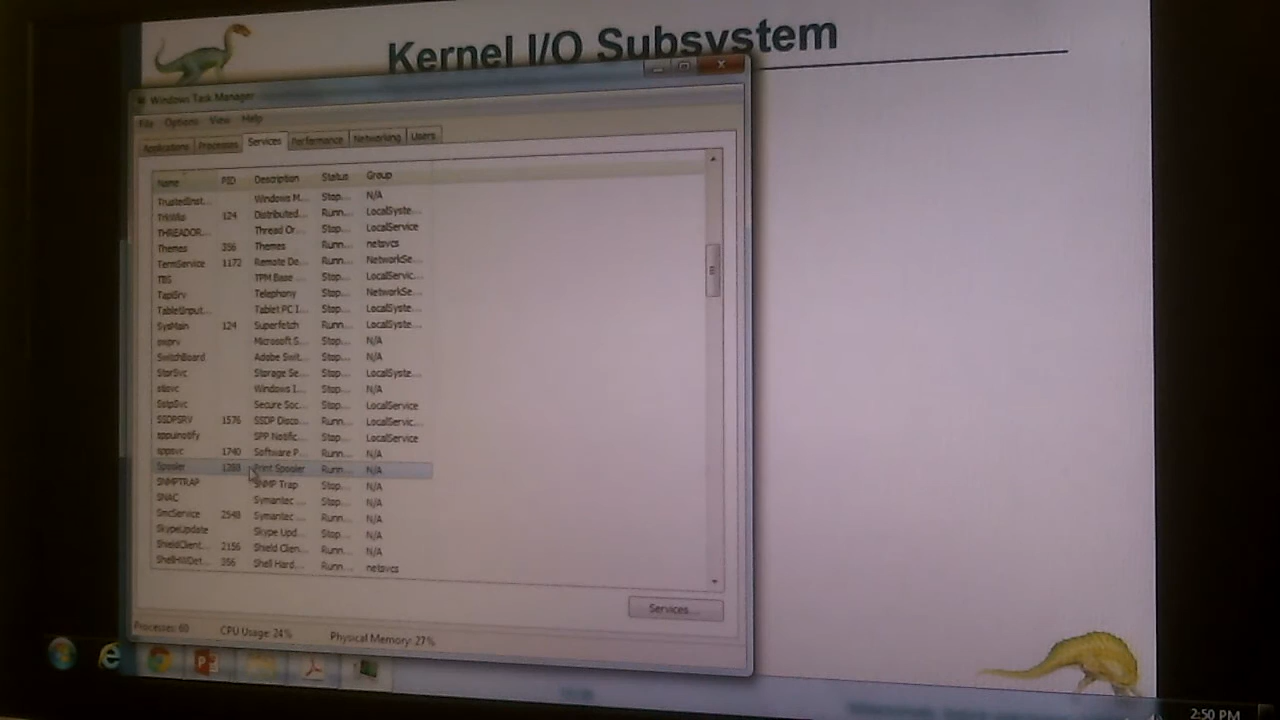 Kernel I/O Subsystem
Windows Task Manager
File Options View Help
Applications Processes Services Performance Networking Users
Name PID Description Status Group
TrustedInst... Windows M... Stop... N/A
TrkWks 124 Distributed... Runn... LocalSyste...
THREADOR... Thread Or... Stop... LocalService
Themes 356 Themes Runn... netsvcs
TermService 1172 Remote De... Runn... NetworkSe...
TBS TPM Base ... Stop... LocalServic...
TapiSrv Telephony Stop... NetworkSe...
TabletInput... Tablet PC I... Stop... LocalSyste...
SysMain 124 Superfetch Runn... LocalSyste...
swprv Microsoft S... Stop... N/A
SwitchBoard Adobe Swit... Stop... N/A
StorSvc Storage Se... Stop... LocalSyste...
stisvc Windows I... Stop... N/A
SstpSvc Secure Soc... Stop... LocalService
SSDPSRV 1576 SSDP Disco... Runn... LocalServic...
sppuinotify SPP Notific... Stop... LocalService
sppsvc 1740 Software P... Runn... N/A
Spooler 1388 Print Spooler Runn... N/A
SNMPTRAP SNMP Trap Stop... N/A
SNAC Symantec ... Stop... N/A
SmcService 2548 Symantec ... Runn... N/A
SkypeUpdate Skype Upd... Stop... N/A
ShieldClient... 2156 Shield Clien... Runn... N/A
ShellHWDet... 356 Shell Hard... Runn... netsvcs
Services...
Processes: 60 CPU Usage: 24% Physical Memory: 27%
2:50 PM